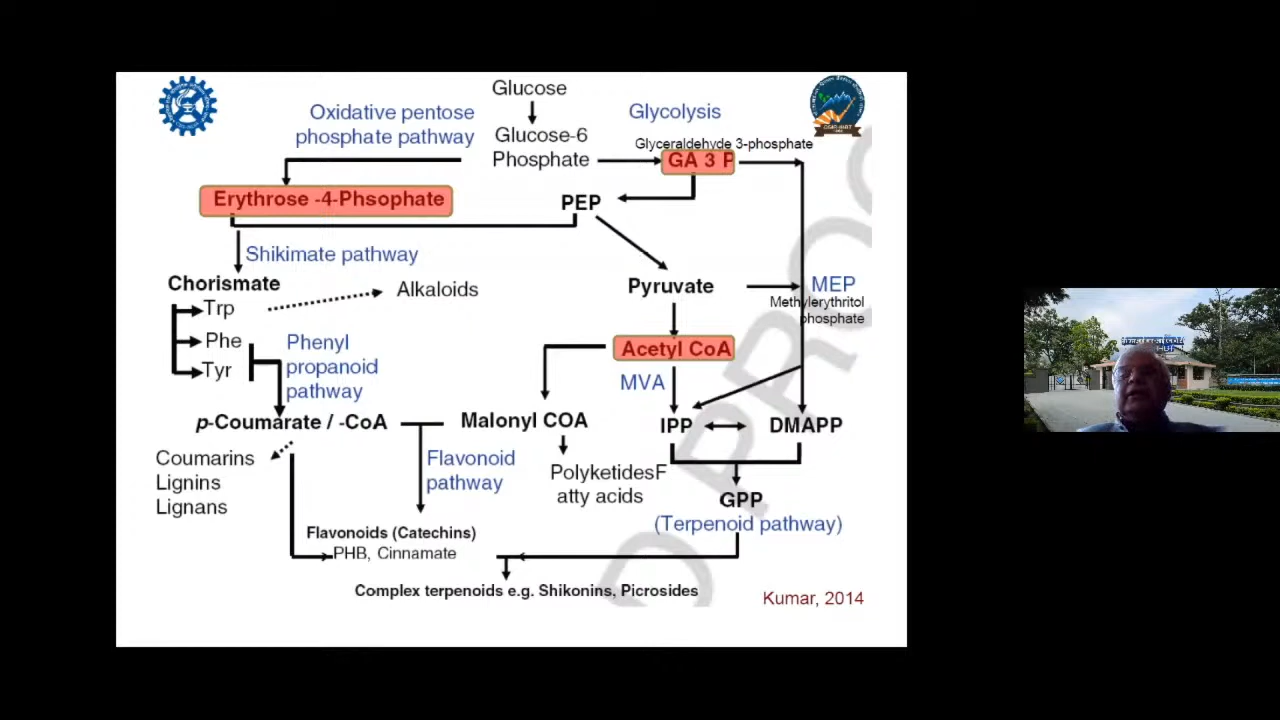 Glucose
Oxidative pentose
phosphate pathway
Glycolysis
Glucose-6
Phosphate
Glyceraldehyde 3-phosphate
GA 3 P
Erythrose -4-Phsophate
PEP
Shikimate pathway
Chorismate
Trp
Alkaloids
Pyruvate
MEP
Methylerythritol
phosphate
Phe
Tyr
Phenyl
propanoid
pathway
Acetyl CoA
MVA
p-Coumarate / -CoA
Malonyl COA
IPP
DMAPP
Coumarins
Lignins
Lignans
Flavonoid
pathway
PolyketidesF
atty acids
GPP
(Terpenoid pathway)
Flavonoids (Catechins)
PHB, Cinnamate
Complex terpenoids e.g. Shikonins, Picrosides
Kumar, 2014
D PROO